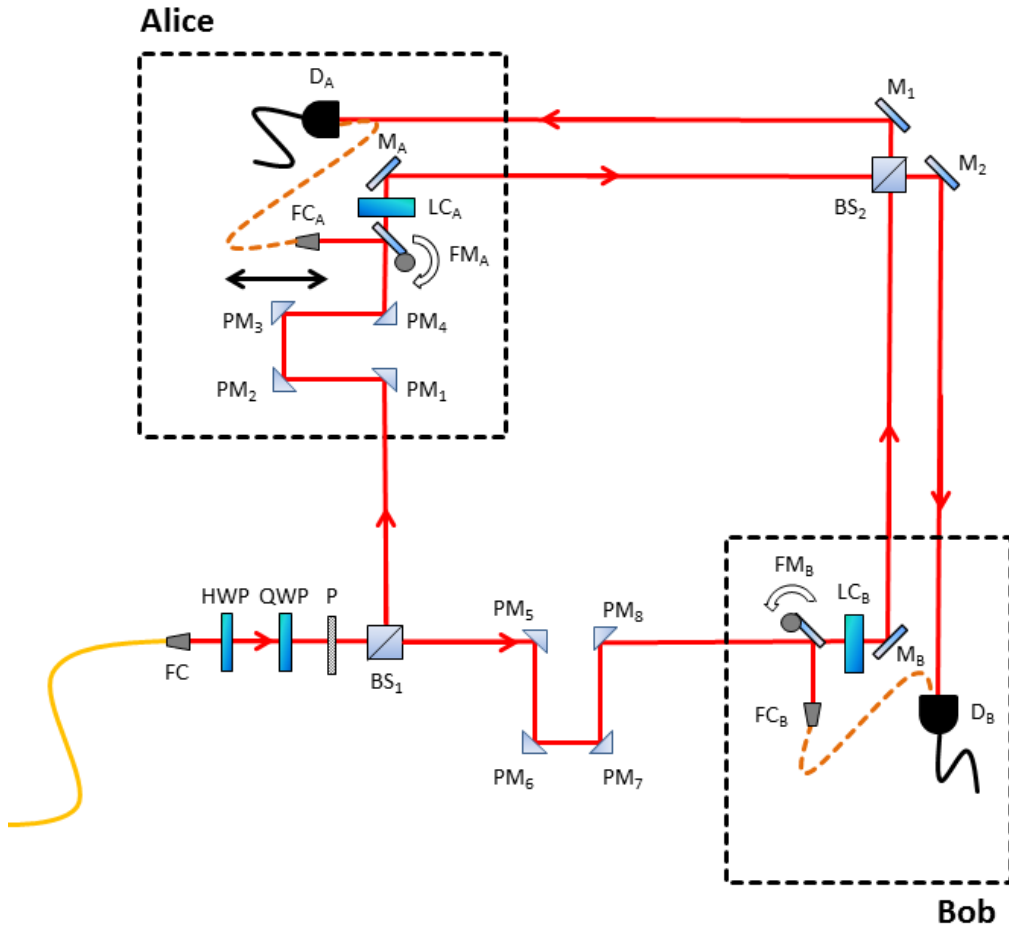 Alice
D_A
M_1
M_A
M_2
LC_A
BS_2
FC_A
FM_A
PM_3
PM_4
PM_2
PM_1
FM_B
LC_B
HWP
QWP
P
PM_5
PM_8
FC
BS_1
M_B
FC_B
D_B
PM_6
PM_7
Bob